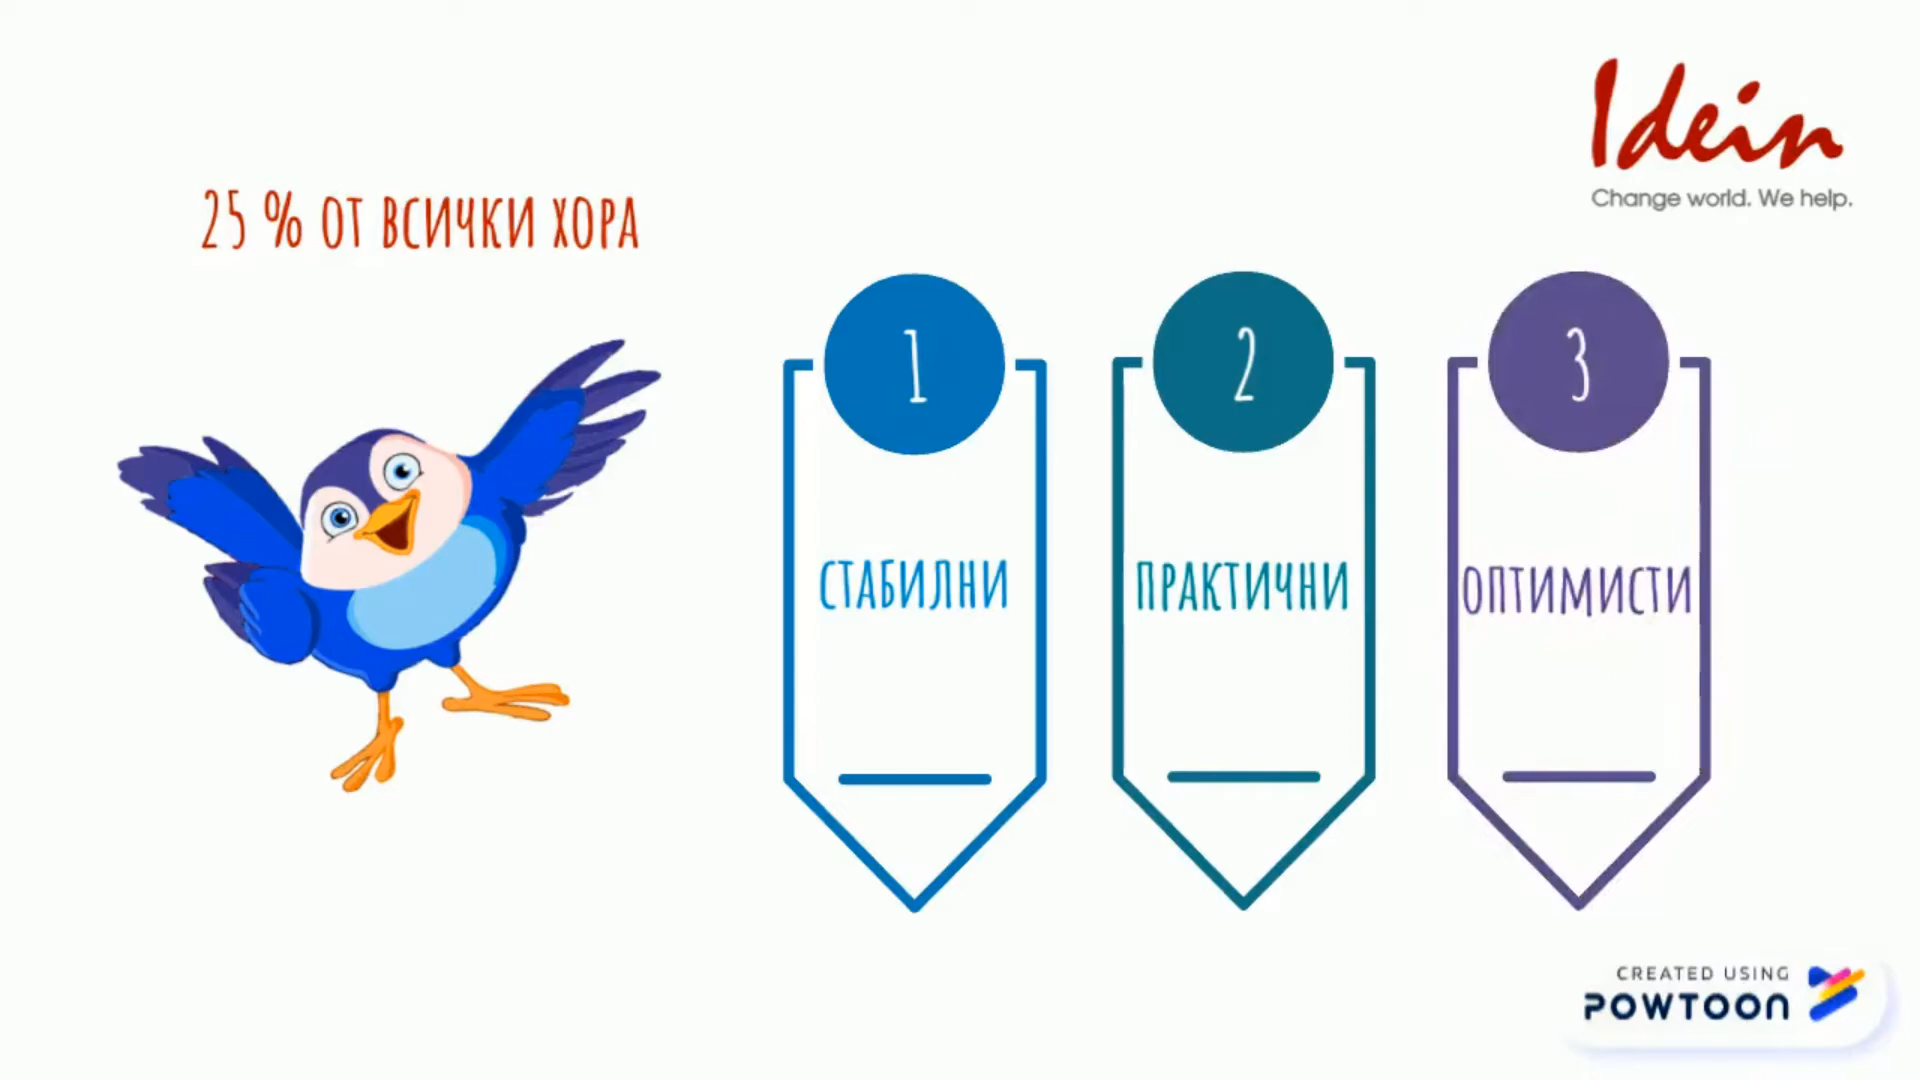 Idein
Change world. We help.
25 % ОТ ВСИЧКИ ХОРА
1
СТАБИЛНИ
2
ПРАКТИЧНИ
3
ОПТИМИСТИ
CREATED USING
POWTOON